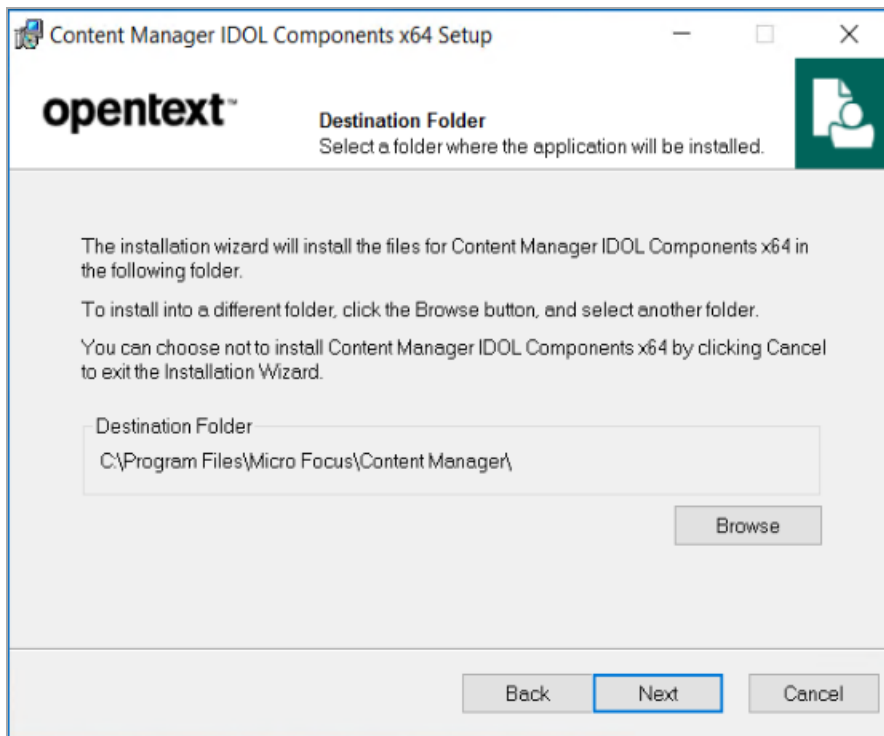 Content Manager IDOL Components x64 Setup
opentext™
Destination Folder
Select a folder where the application will be installed.
The installation wizard will install the files for Content Manager IDOL Components x64 in
the following folder.
To install into a different folder, click the Browse button, and select another folder.
You can choose not to install Content Manager IDOL Components x64 by clicking Cancel
to exit the Installation Wizard.
Destination Folder
C:\Program Files\Micro Focus\Content Manager\
Browse
Back
Next
Cancel